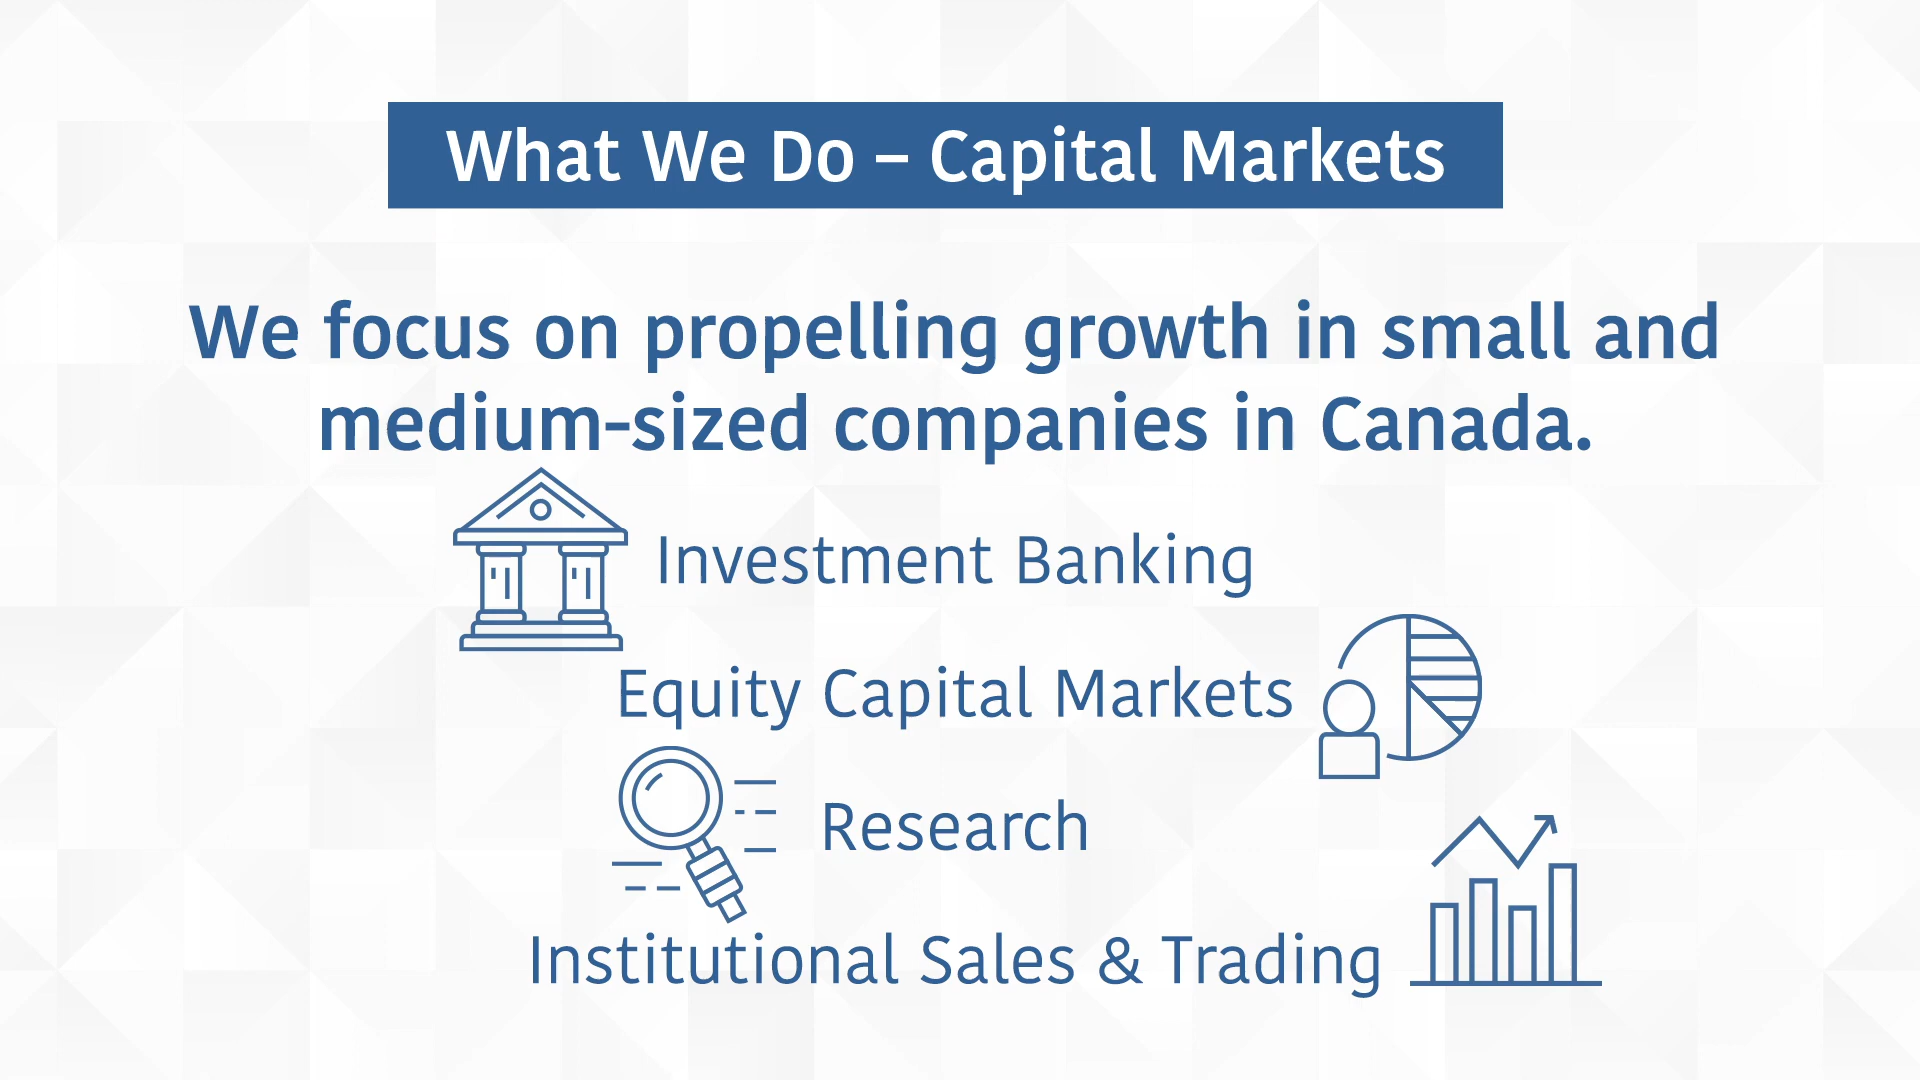 What We Do – Capital Markets
We focus on propelling growth in small and
medium-sized companies in Canada.
Investment Banking
Equity Capital Markets
Research
Institutional Sales & Trading